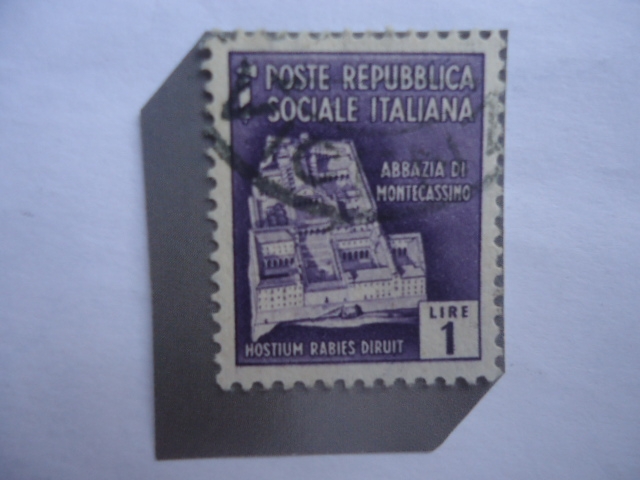 POSTE REPUBBLICA
SOCIALE ITALIANA
ABBAZIA DI
MONTECASSINO
LIRE
1
HOSTIUM RABIES DIRUIT